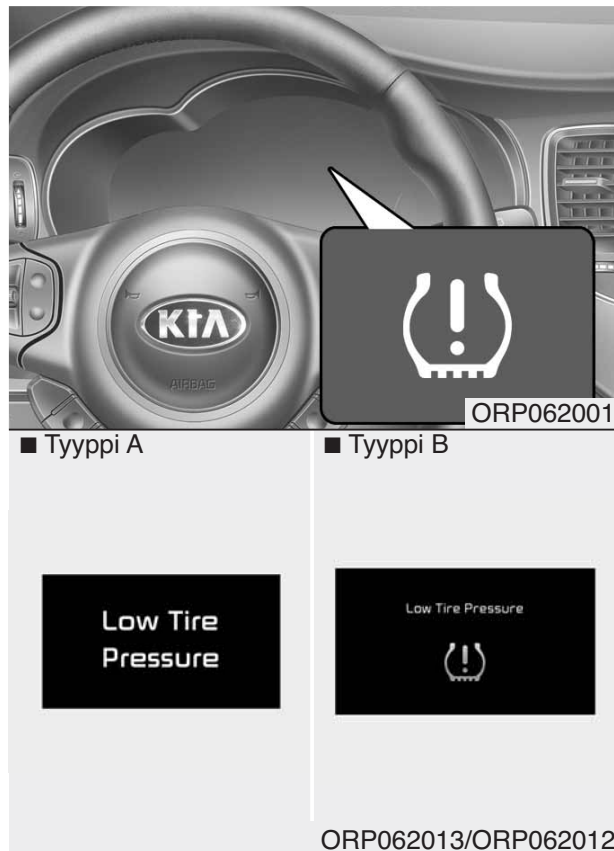 KIA
AIRBAG
ORP062001
■ Tyyppi A
■ Tyyppi B
Low Tire
Pressure
Low Tire Pressure
ORP062013/ORP062012